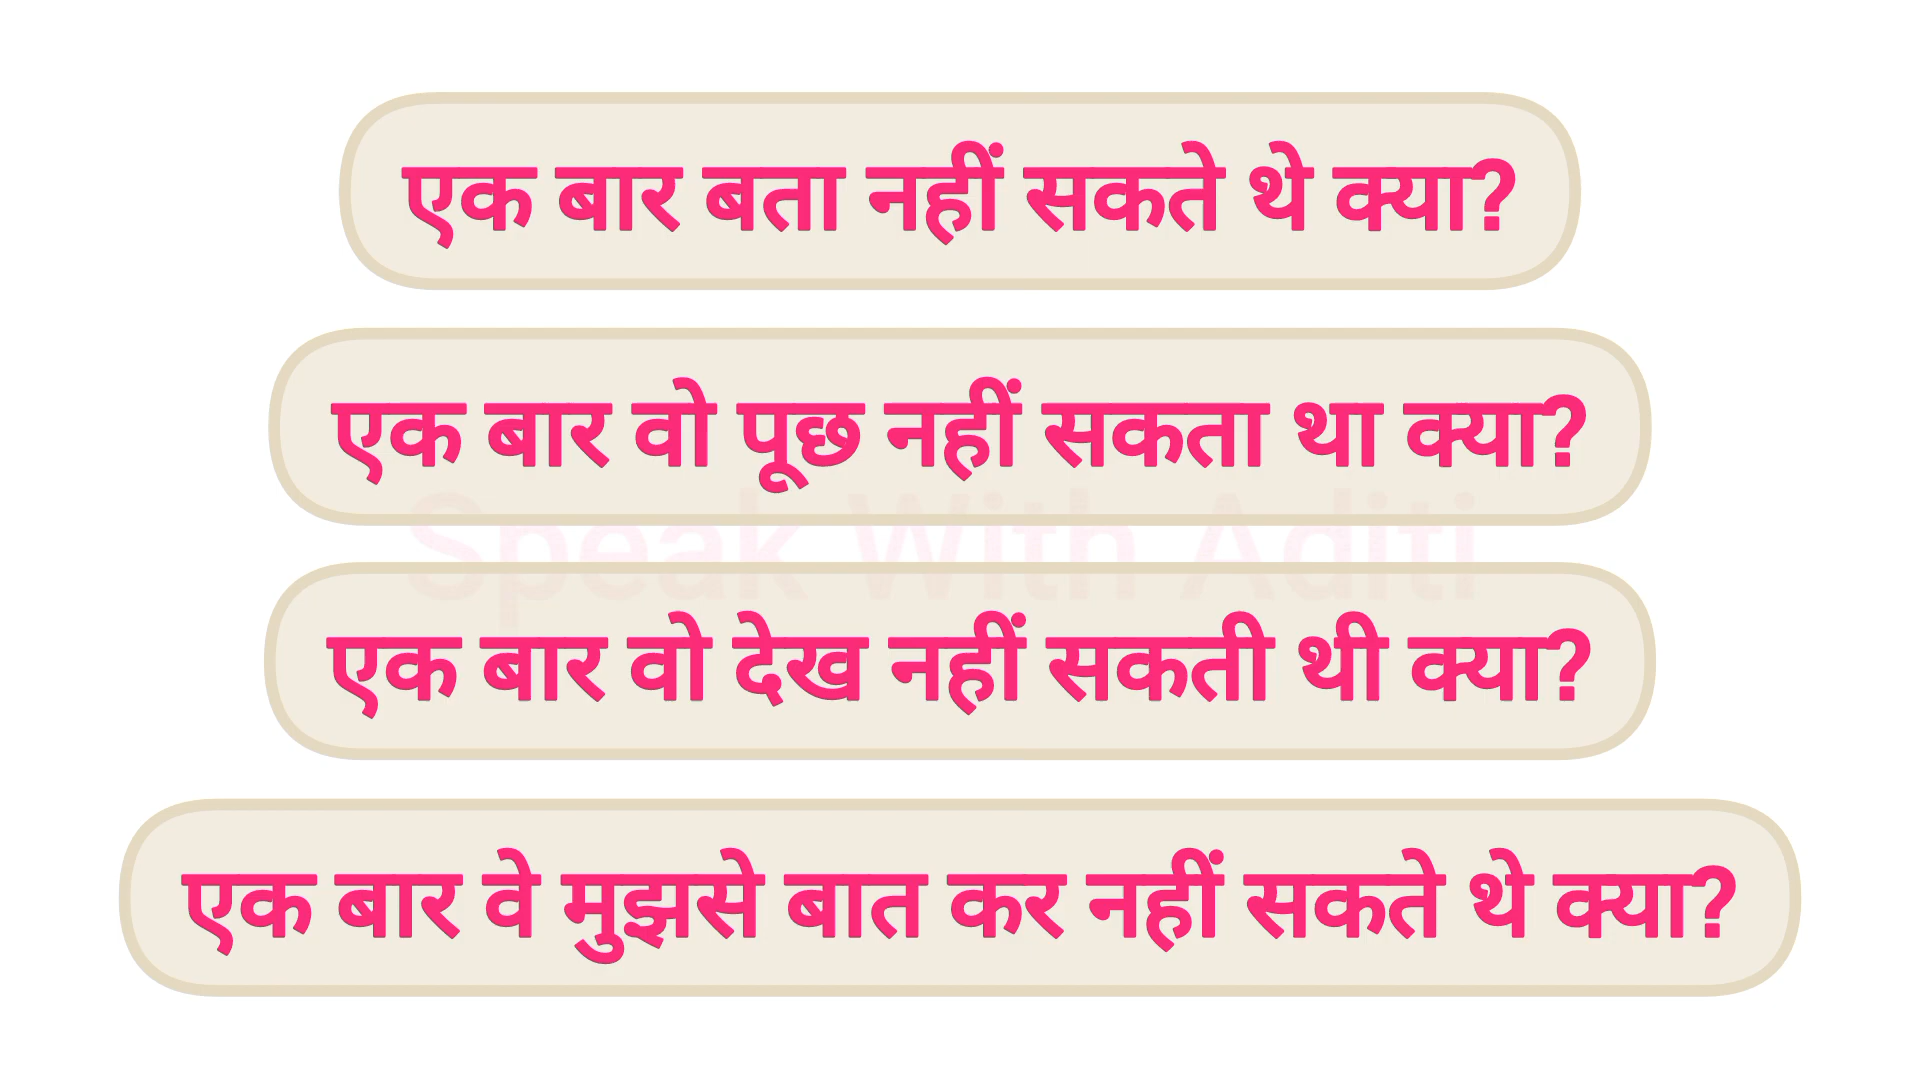 एक बार बता नहीं सकते थे क्या?
एक बार वो पूछ नहीं सकता था क्या?
Speak With Aditi
एक बार वो देख नहीं सकती थी क्या?
एक बार वे मुझसे बात कर नहीं सकते थे क्या?